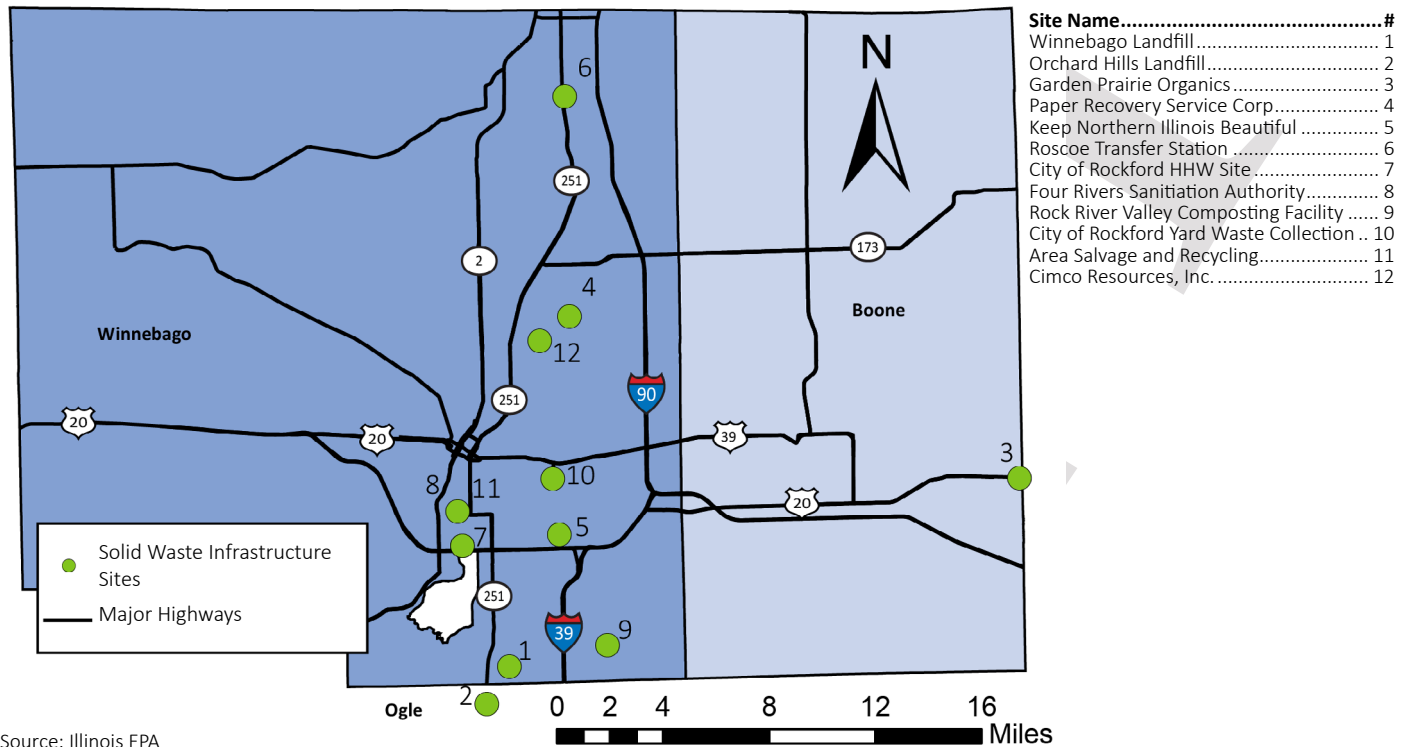 Site Name................................................#
Winnebago Landfill.................................. 1
Orchard Hills Landfill................................ 2
Garden Prairie Organics ............................ 3
Paper Recovery Service Corp.................... 4
Keep Northern Illinois Beautiful ............... 5
Roscoe Transfer Station ........................... 6
City of Rockford HHW Site........................ 7
Four Rivers Sanitiation Authority.............. 8
Rock River Valley Composting Facility ...... 9
City of Rockford Yard Waste Collection .. 10
Area Salvage and Recycling.................... 11
Cimco Resources, Inc. ............................ 12
N
6
251
2
173
4
Boone
Winnebago
12
90
251
20
20
39
3
10
8
11
20
5
7
Solid Waste Infrastructure
Sites
Major Highways
251
39
9
1
2
Ogle
0 2 4 8 12 16
Miles
Source: Illinois EPA